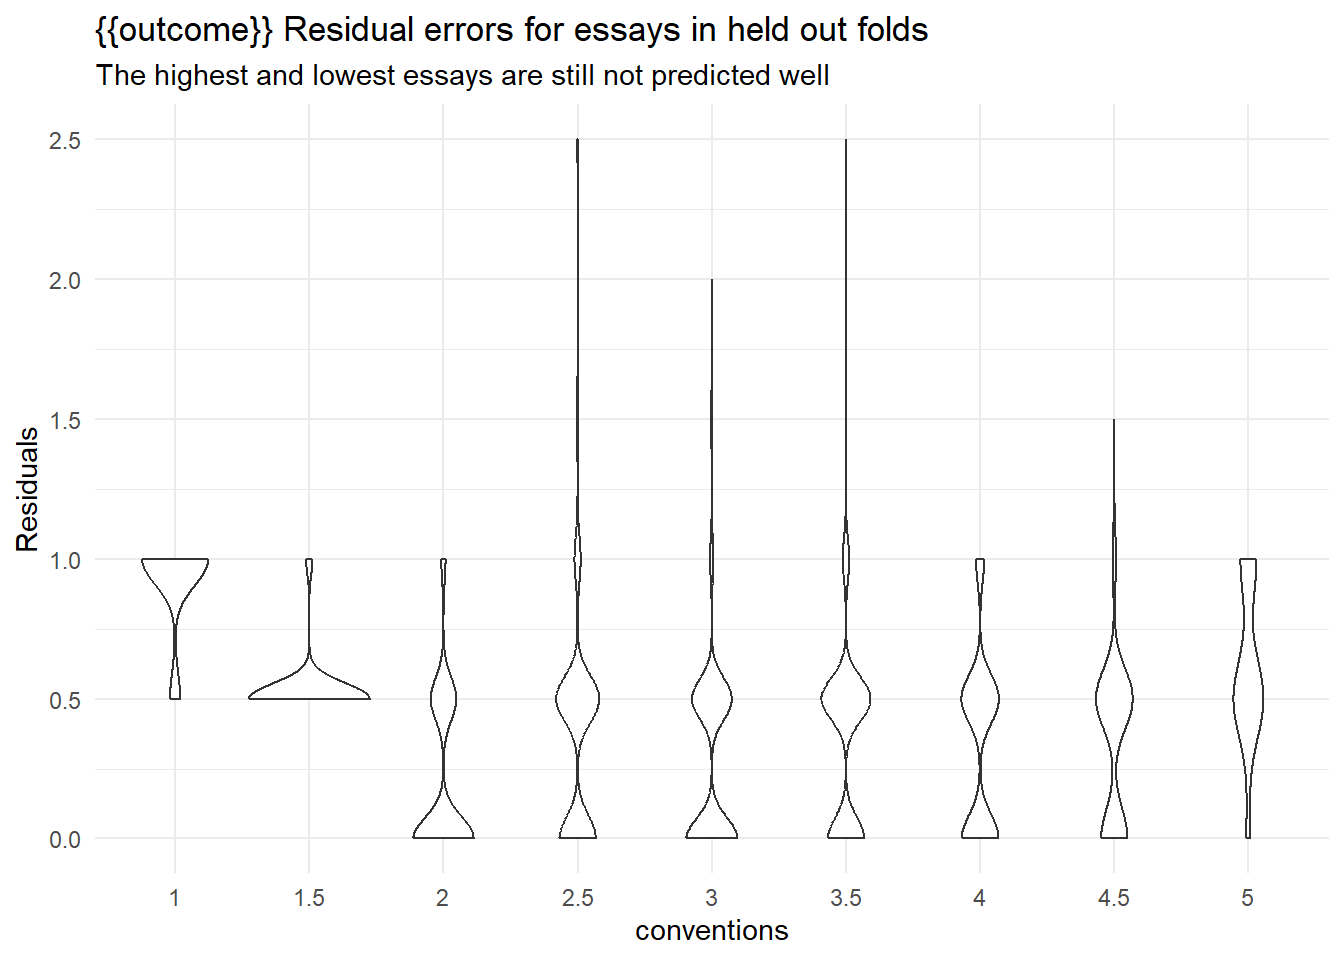 {{outcome}} Residual errors for essays in held out folds
The highest and lowest essays are still not predicted well
2.5
2.0
1.5
1.0
0.5
0.0
Residuals
1 1.5 2 2.5 3 3.5 4 4.5 5
conventions